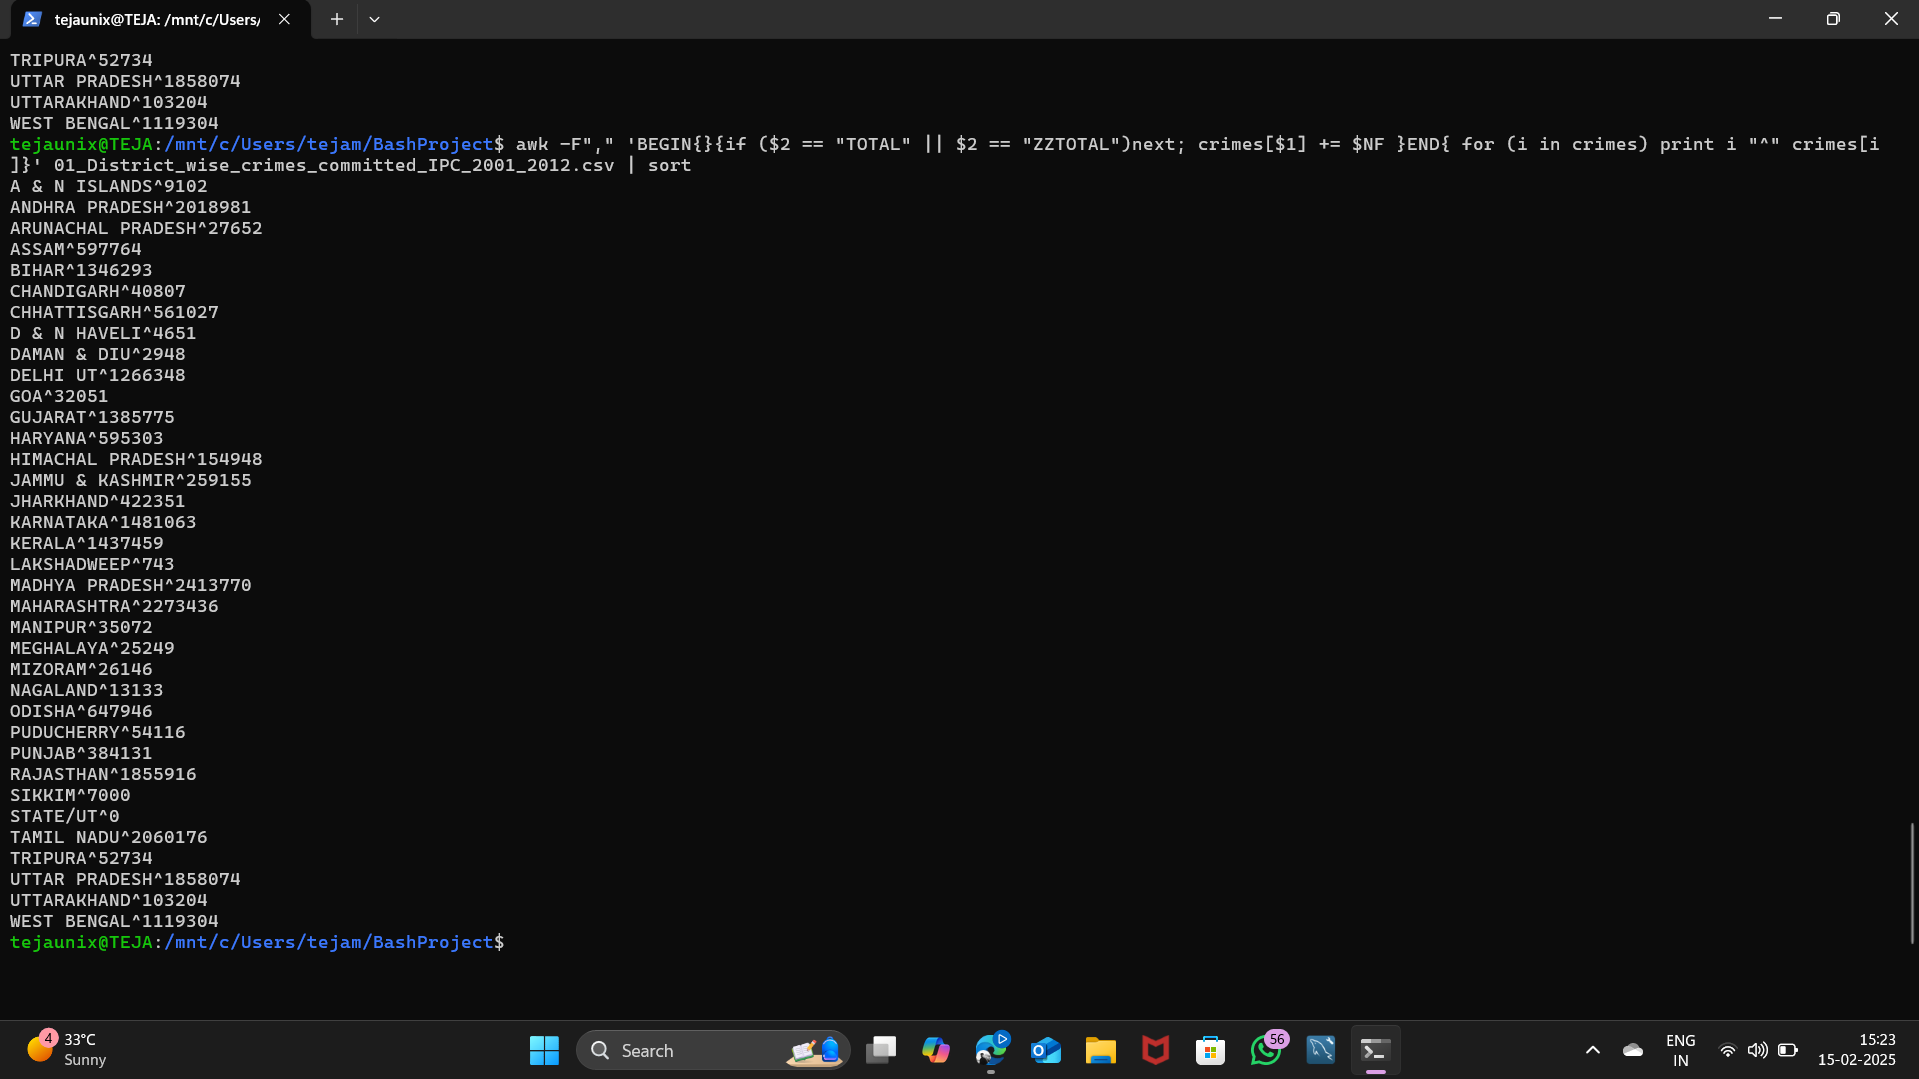 tejaunix@TEJA: /mnt/c/Users/
TRIPURA^52734
UTTAR PRADESH^1858074
UTTARAKHAND^103204
WEST BENGAL^1119304
tejaunix@TEJA:/mnt/c/Users/tejam/BashProject$ awk -F"," 'BEGIN{}{if ($2 == "TOTAL" || $2 == "ZZTOTAL")next; crimes[$1] += $NF }END{ for (i in crimes) print i "^" crimes[i
]}' 01_District_wise_crimes_committed_IPC_2001_2012.csv | sort
A & N ISLANDS^9102
ANDHRA PRADESH^2018981
ARUNACHAL PRADESH^27652
ASSAM^597764
BIHAR^1346293
CHANDIGARH^40807
CHHATTISGARH^561027
D & N HAVELI^4651
DAMAN & DIU^2948
DELHI UT^1266348
GOA^32051
GUJARAT^1385775
HARYANA^595303
HIMACHAL PRADESH^154948
JAMMU & KASHMIR^259155
JHARKHAND^422351
KARNATAKA^1481063
KERALA^1437459
LAKSHADWEEP^743
MADHYA PRADESH^2413770
MAHARASHTRA^2273436
MANIPUR^35072
MEGHALAYA^25249
MIZORAM^26146
NAGALAND^13133
ODISHA^647946
PUDUCHERRY^54116
PUNJAB^384131
RAJASTHAN^1855916
SIKKIM^7000
STATE/UT^0
TAMIL NADU^2060176
TRIPURA^52734
UTTAR PRADESH^1858074
UTTARAKHAND^103204
WEST BENGAL^1119304
tejaunix@TEJA:/mnt/c/Users/tejam/BashProject$
4
33°C
Sunny
Search
56
ENG
IN
15:23
15-02-2025